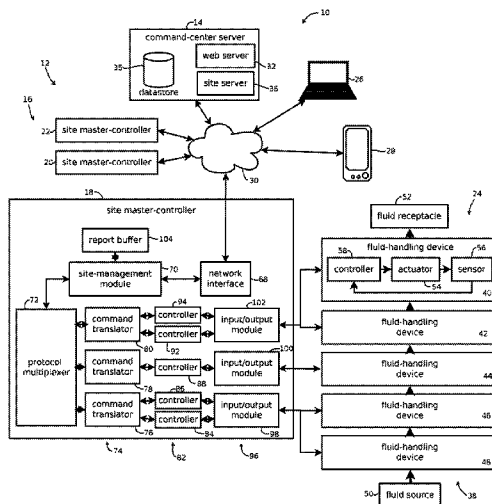 14
10
command-center server
12
35
web server
32
site server
36
datastore
26
16
22
site master-controller
20
site master-controller
30
28
18
site master-controller
52
24
fluid receptacle
report buffer
104
fluid-handling device
58
56
controller
actuator
sensor
54
40
site-management module
70
network interface
68
72
94
102
command translator
controller
input/output module
80
controller
92
fluid-handling device
42
protocol multiplexer
100
command translator
controller
input/output module
78
88
fluid-handling device
44
86
command translator
controller
input/output module
controller
76
84
98
fluid-handling device
46
74
82
96
fluid-handling device
48
50
fluid source
38